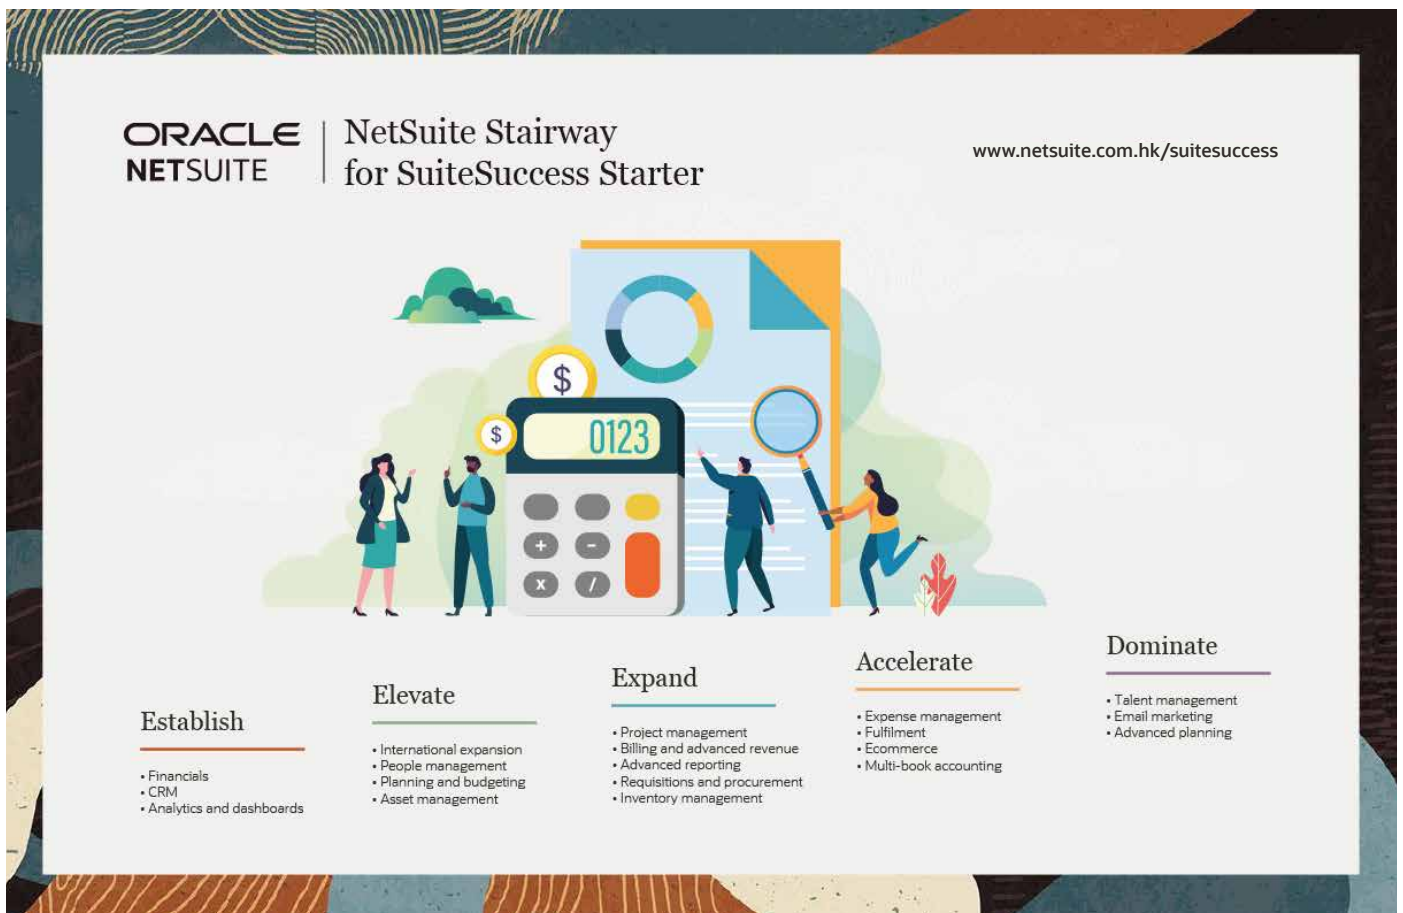 ORACLE
NETSUITE
NetSuite Stairway
for SuiteSuccess Starter
www.netsuite.com.hk/suitesuccess
$
$
0123
+ -
x /
Establish
• Financials
• CRM
• Analytics and dashboards
Elevate
• International expansion
• People management
• Planning and budgeting
• Asset management
Expand
• Project management
• Billing and advanced revenue
• Advanced reporting
• Requisitions and procurement
• Inventory management
Accelerate
• Expense management
• Fulfilment
• Ecommerce
• Multi-book accounting
Dominate
• Talent management
• Email marketing
• Advanced planning